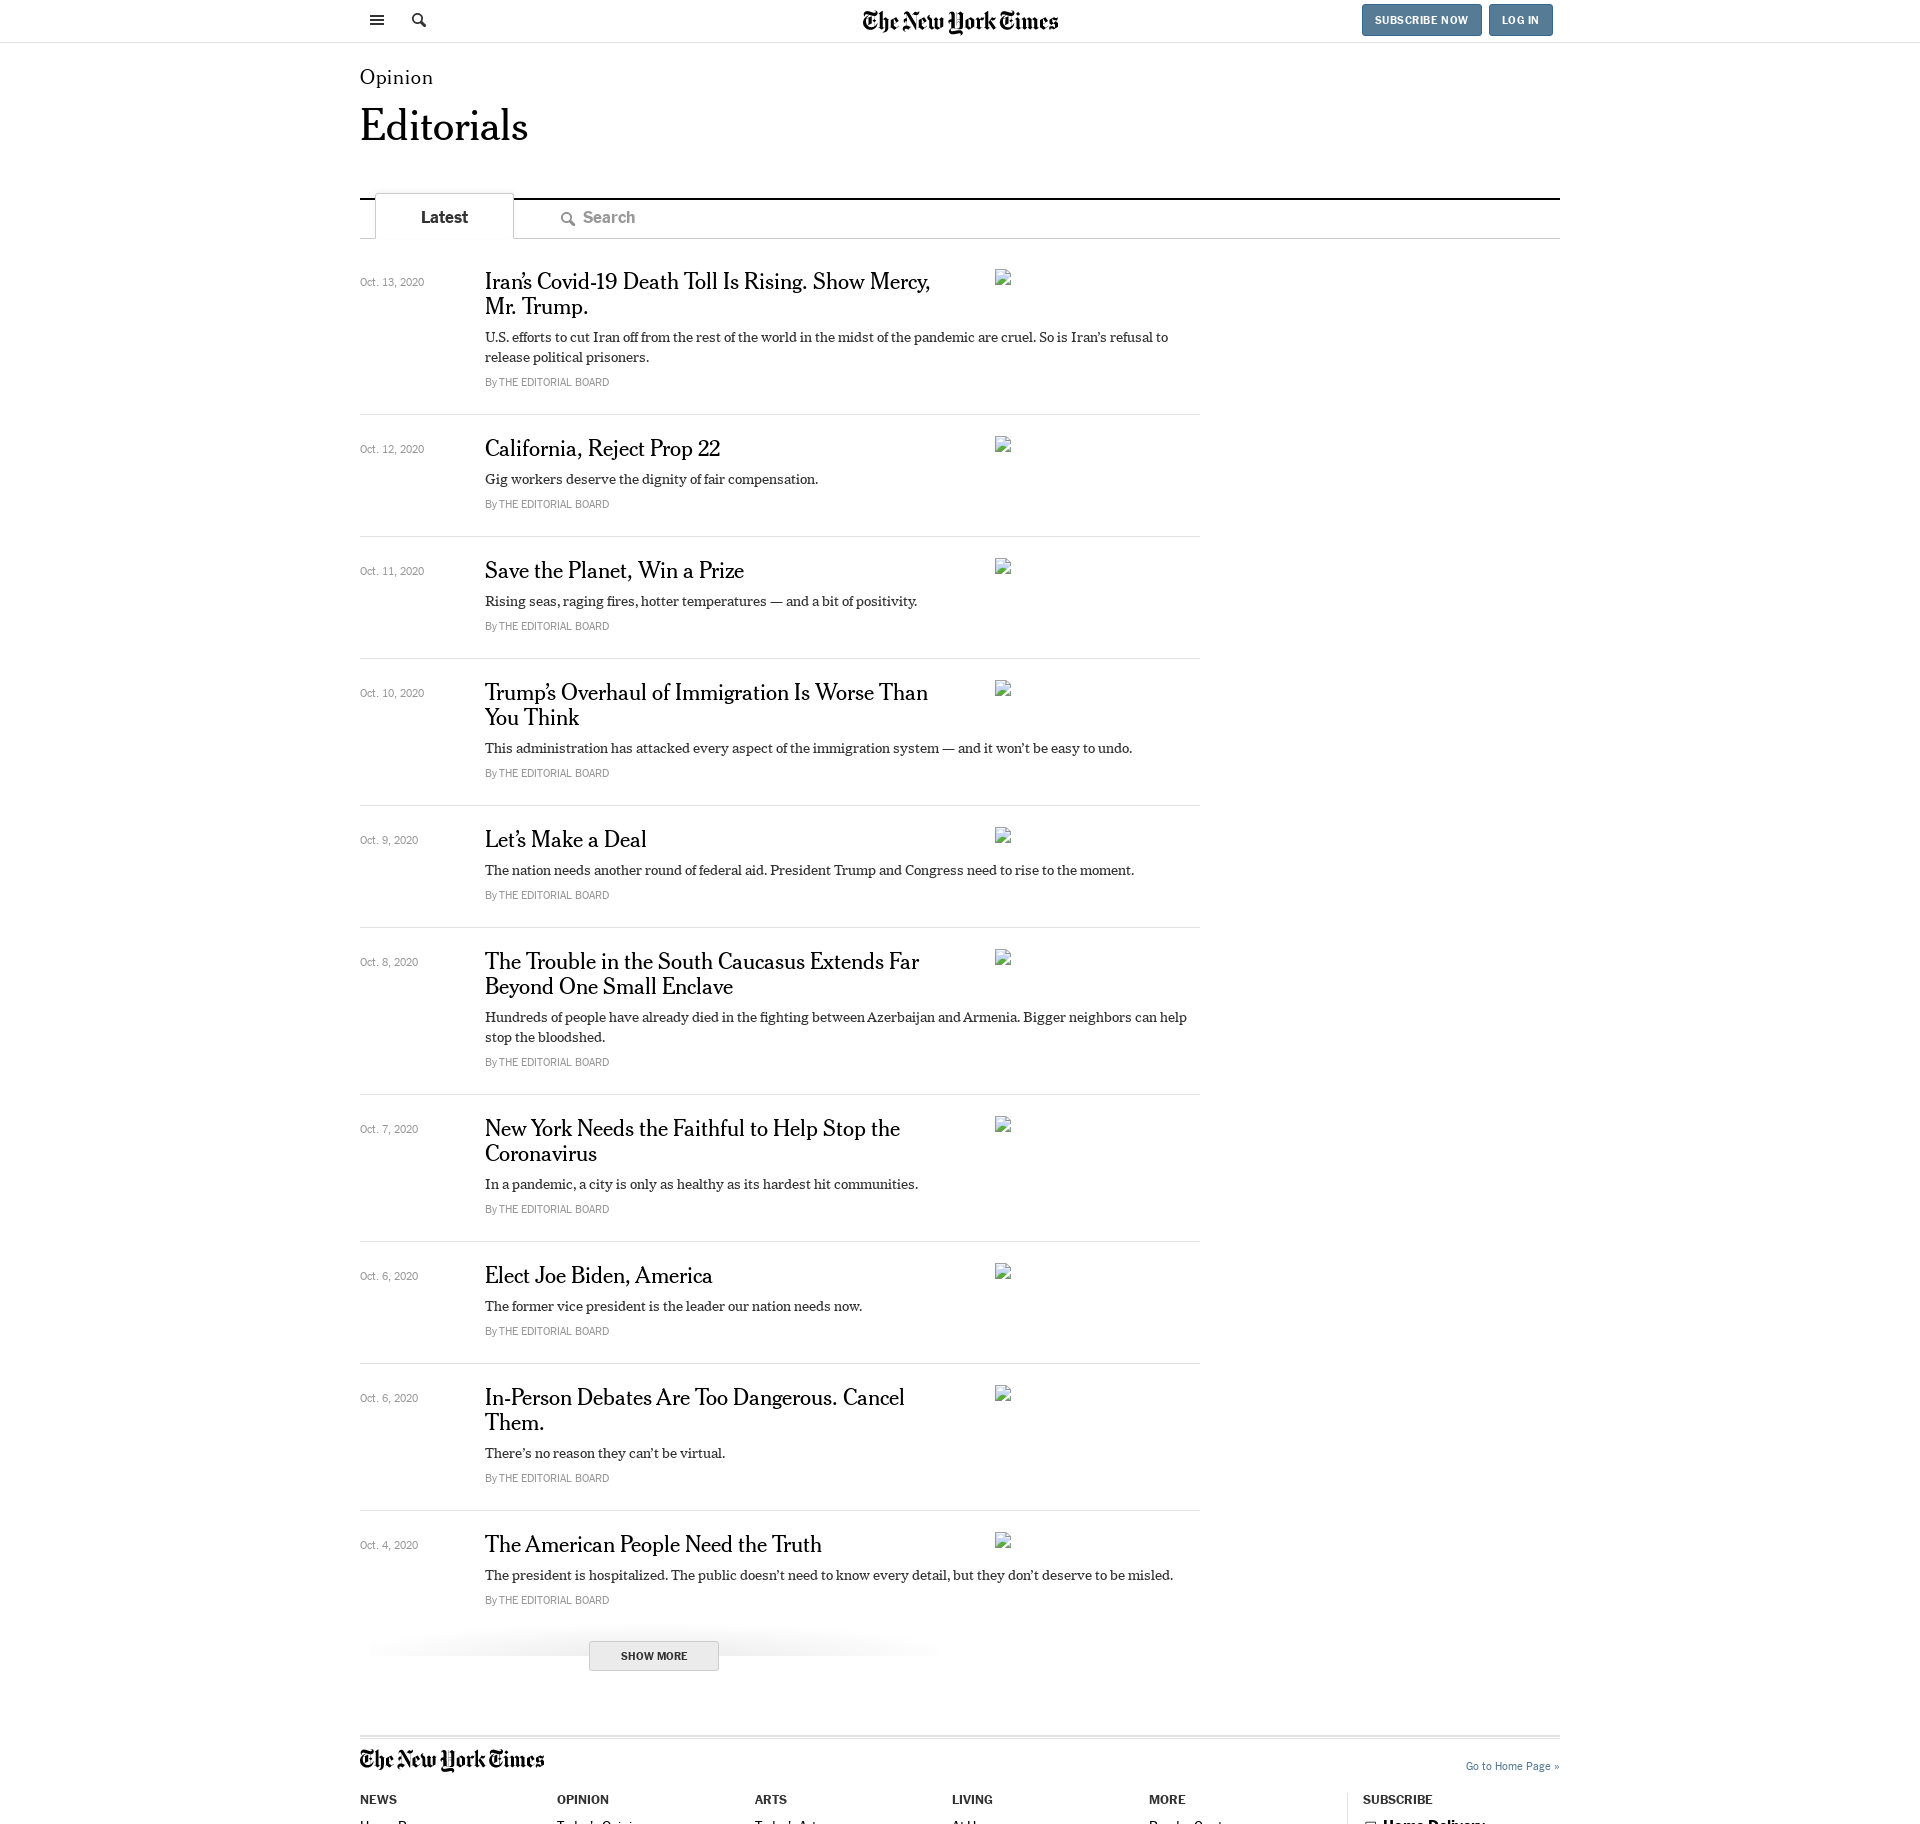 The New York Times
SUBSCRIBE NOW
LOG IN
Opinion
Editorials
Latest
Search
Oct. 13, 2020
Iran’s Covid-19 Death Toll Is Rising. Show Mercy,
Mr. Trump.
U.S. efforts to cut Iran off from the rest of the world in the midst of the pandemic are cruel. So is Iran’s refusal to
release political prisoners.
By THE EDITORIAL BOARD
Oct. 12, 2020
California, Reject Prop 22
Gig workers deserve the dignity of fair compensation.
By THE EDITORIAL BOARD
Oct. 11, 2020
Save the Planet, Win a Prize
Rising seas, raging fires, hotter temperatures — and a bit of positivity.
By THE EDITORIAL BOARD
Oct. 10, 2020
Trump’s Overhaul of Immigration Is Worse Than
You Think
This administration has attacked every aspect of the immigration system — and it won’t be easy to undo.
By THE EDITORIAL BOARD
Oct. 9, 2020
Let’s Make a Deal
The nation needs another round of federal aid. President Trump and Congress need to rise to the moment.
By THE EDITORIAL BOARD
Oct. 8, 2020
The Trouble in the South Caucasus Extends Far
Beyond One Small Enclave
Hundreds of people have already died in the fighting between Azerbaijan and Armenia. Bigger neighbors can help
stop the bloodshed.
By THE EDITORIAL BOARD
Oct. 7, 2020
New York Needs the Faithful to Help Stop the
Coronavirus
In a pandemic, a city is only as healthy as its hardest hit communities.
By THE EDITORIAL BOARD
Oct. 6, 2020
Elect Joe Biden, America
The former vice president is the leader our nation needs now.
By THE EDITORIAL BOARD
Oct. 6, 2020
In-Person Debates Are Too Dangerous. Cancel
Them.
There’s no reason they can’t be virtual.
By THE EDITORIAL BOARD
Oct. 4, 2020
The American People Need the Truth
The president is hospitalized. The public doesn’t need to know every detail, but they don’t deserve to be misled.
By THE EDITORIAL BOARD
SHOW MORE
The New York Times
Go to Home Page »
NEWS
OPINION
ARTS
LIVING
MORE
SUBSCRIBE
Home Delivery